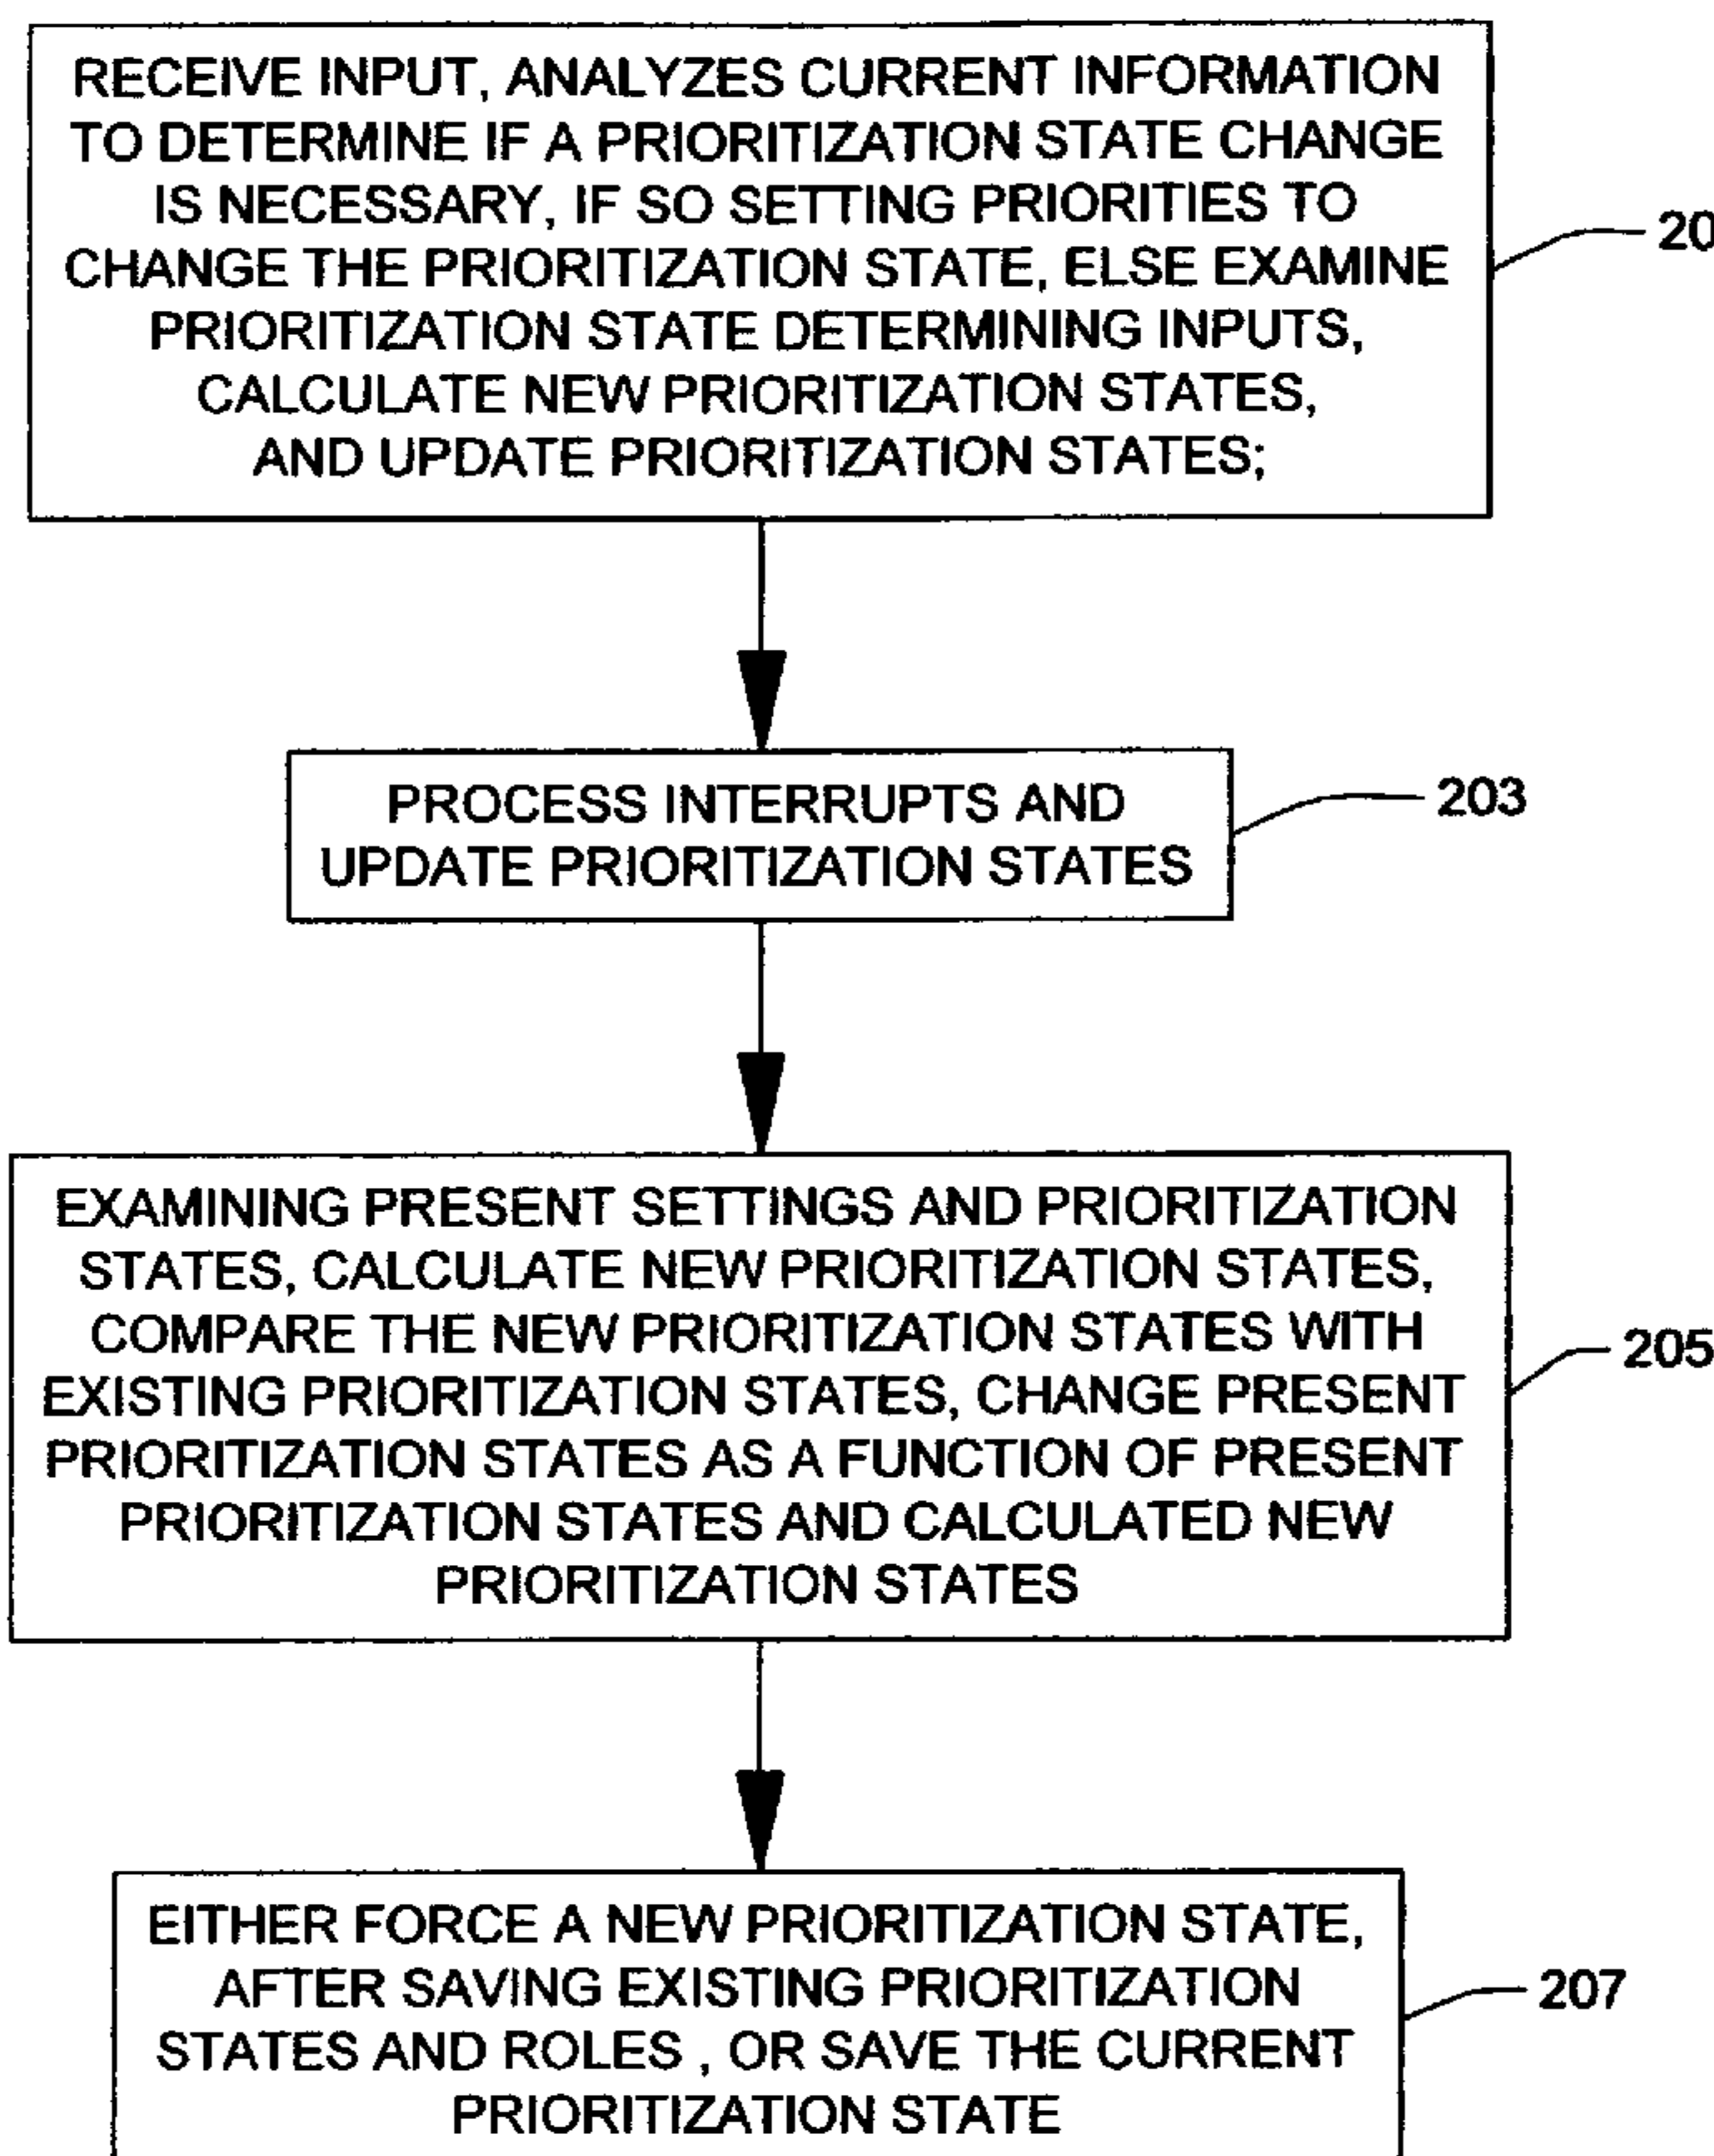 RECEIVE INPUT, ANALYZES CURRENT INFORMATION
TO DETERMINE IF A PRIORITIZATION STATE CHANGE
IS NECESSARY, IF SO SETTING PRIORITIES TO
CHANGE THE PRIORITIZATION STATE, ELSE EXAMINE
PRIORITIZATION STATE DETERMINING INPUTS,
CALCULATE NEW PRIORITIZATION STATES,
AND UPDATE PRIORITIZATION STATES;
20
PROCESS INTERRUPTS AND
UPDATE PRIORITIZATION STATES
203
EXAMINING PRESENT SETTINGS AND PRIORITIZATION
STATES, CALCULATE NEW PRIORITIZATION STATES,
COMPARE THE NEW PRIORITIZATION STATES WITH
EXISTING PRIORITIZATION STATES, CHANGE PRESENT
PRIORITIZATION STATES AS A FUNCTION OF PRESENT
PRIORITIZATION STATES AND CALCULATED NEW
PRIORITIZATION STATES
205
EITHER FORCE A NEW PRIORITIZATION STATE,
AFTER SAVING EXISTING PRIORITIZATION
STATES AND ROLES , OR SAVE THE CURRENT
PRIORITIZATION STATE
207